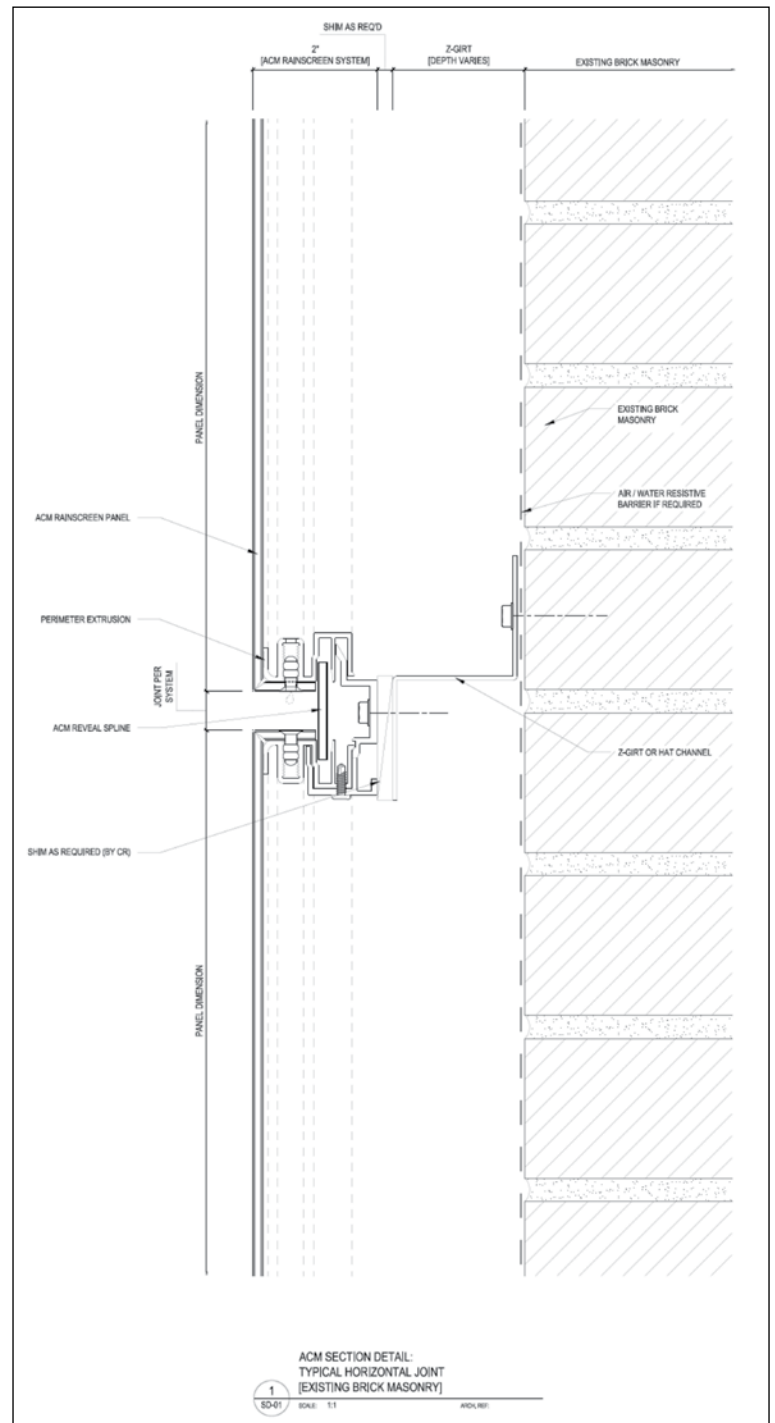 SHIM AS REQ'D
2"
[ACM RAINSCREEN SYSTEM]
Z-GIRT
[DEPTH VARIES]
EXISTING BRICK MASONRY
PANEL DIMENSION
EXISTING BRICK
MASONRY
AIR / WATER RESISTIVE
BARRIER IF REQUIRED
ACM RAINSCREEN PANEL
PERIMETER EXTRUSION
JOINT PER
SYSTEM
ACM REVEAL SPLINE
Z-GIRT OR HAT CHANNEL
SHIM AS REQUIRED (BY CR)
PANEL DIMENSION
ACM SECTION DETAIL:
TYPICAL HORIZONTAL JOINT
[EXISTING BRICK MASONRY]
1
SD-01
SCALE: 1:1
ARCH. REF: